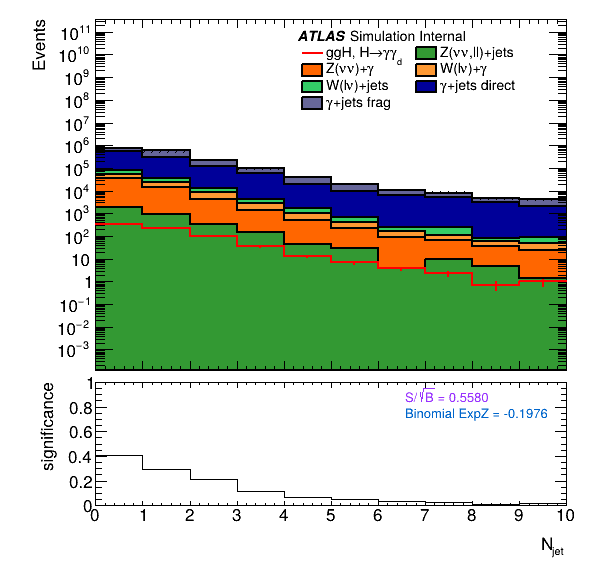 Events
10¹¹
10¹⁰
10⁹
10⁸
10⁷
10⁶
10⁵
10⁴
10³
10²
10
1
10⁻¹
10⁻²
10⁻³
ATLAS Simulation Internal
ggH, H→γγ_d
Z(νν,ll)+jets
Z(νν)+γ
W(lν)+γ
W(lν)+jets
γ+jets direct
γ+jets frag
significance
1
0.8
0.6
0.4
0.2
0
S/√B = 0.5580
Binomial ExpZ = -0.1976
0 1 2 3 4 5 6 7 8 9 10
N_jet